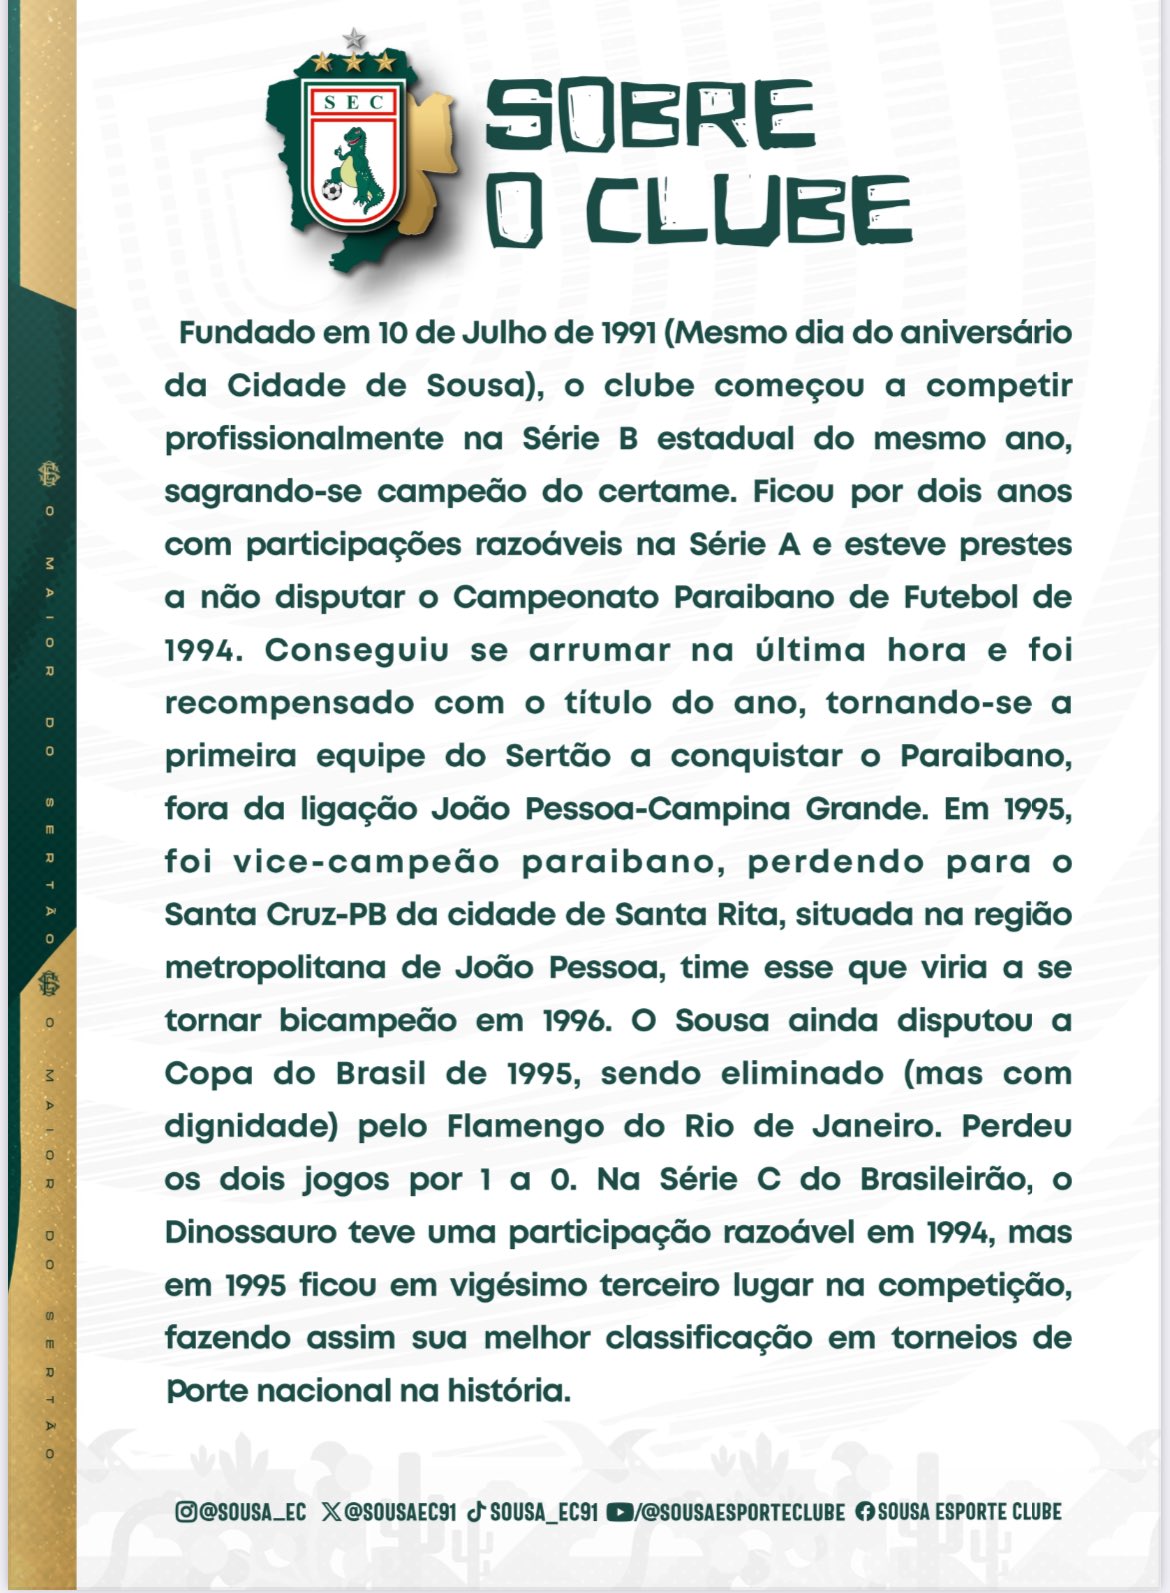 SEC
SOBRE
O CLUBE
Fundado em 10 de Julho de 1991 (Mesmo dia do aniversário
da Cidade de Sousa), o clube começou a competir
profissionalmente na Série B estadual do mesmo ano,
sagrando-se campeão do certame. Ficou por dois anos
com participações razoáveis na Série A e esteve prestes
a não disputar o Campeonato Paraibano de Futebol de
1994. Conseguiu se arrumar na última hora e foi
recompensado com o título do ano, tornando-se a
primeira equipe do Sertão a conquistar o Paraibano,
fora da ligação João Pessoa-Campina Grande. Em 1995,
foi vice-campeão paraibano, perdendo para o
Santa Cruz-PB da cidade de Santa Rita, situada na região
metropolitana de João Pessoa, time esse que viria a se
tornar bicampeão em 1996. O Sousa ainda disputou a
Copa do Brasil de 1995, sendo eliminado (mas com
dignidade) pelo Flamengo do Rio de Janeiro. Perdeu
os dois jogos por 1 a 0. Na Série C do Brasileirão, o
Dinossauro teve uma participação razoável em 1994, mas
em 1995 ficou em vigésimo terceiro lugar na competição,
fazendo assim sua melhor classificação em torneios de
Porte nacional na história.
@SOUSA_EC @SOUSAEC91 SOUSA_EC91 /@SOUSAESPORTECLUBE SOUSA ESPORTE CLUBE
O MAIOR DO SERTÃO
O MAIOR DO SERTÃO